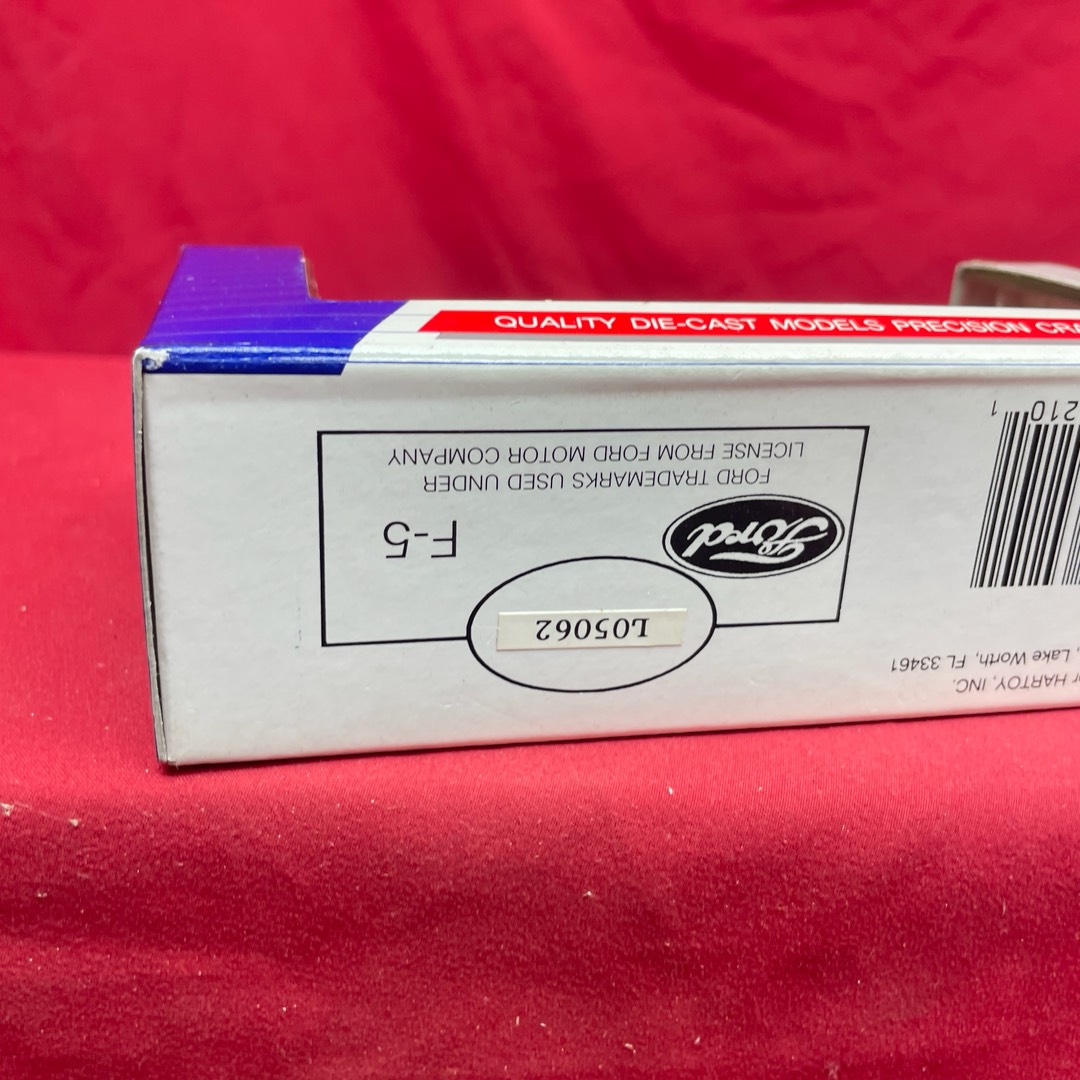 QUALITY DIE-CAST MODELS PRECISION
L05062
Ford
F-5
FORD TRADEMARKS USED UNDER
LICENSE FROM FORD MOTOR COMPANY
HARTOY, INC.
Lake Worth, FL 33461
210 1